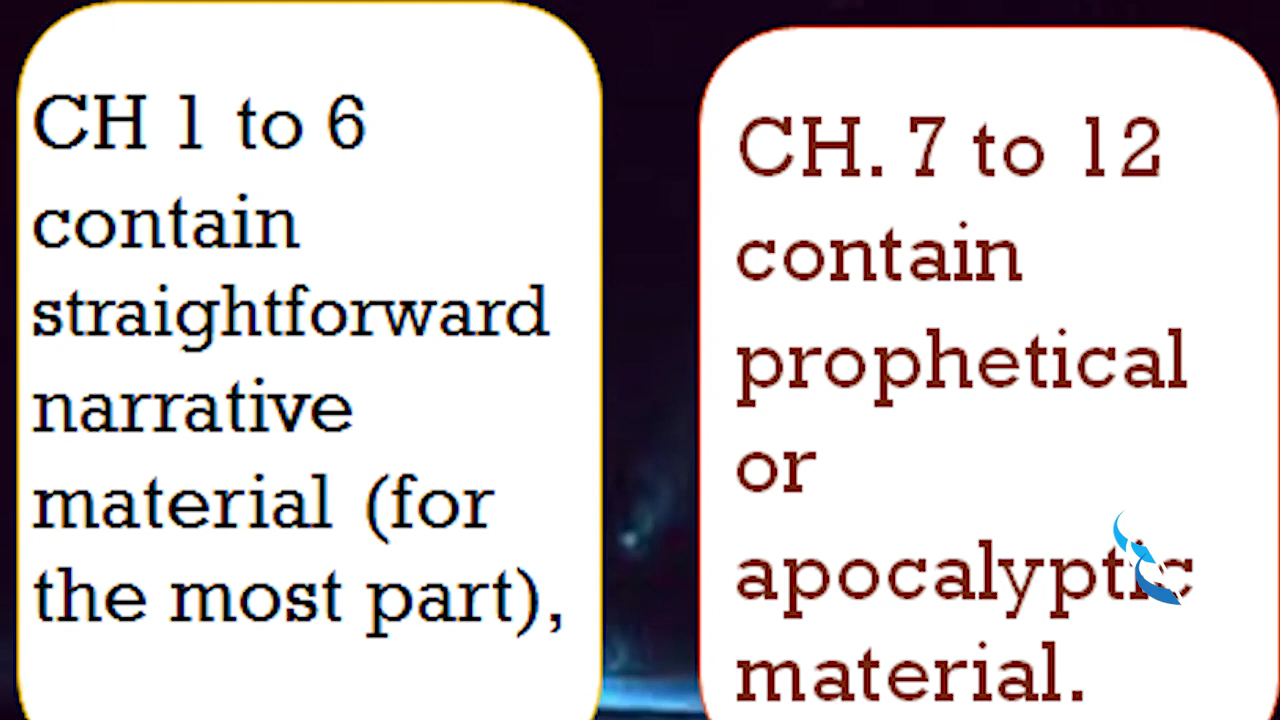 CH 1 to 6
contain
straightforward
narrative
material (for
the most part),
CH. 7 to 12
contain
prophetical
or
apocalyptic
material.